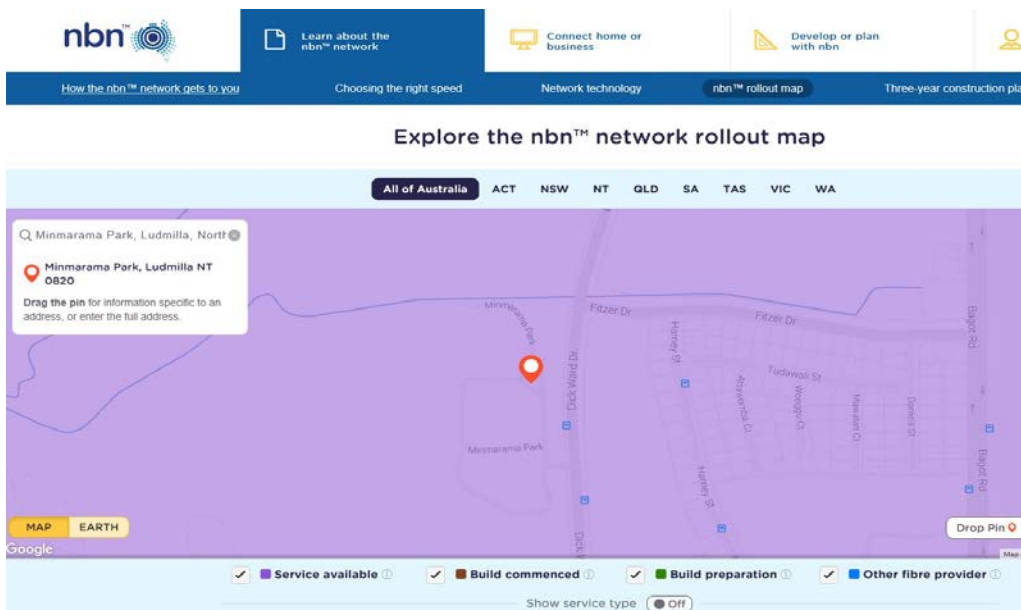 nbn™
Learn about the
nbn™ network
Connect home or
business
Develop or plan
with nbn
How the nbn™ network gets to you
Choosing the right speed
Network technology
nbn™ rollout map
Three-year construction pla
Explore the nbn™ network rollout map
All of Australia ACT NSW NT QLD SA TAS VIC WA
Minmarama Park, Ludmilla, North
Minmarama Park, Ludmilla NT
0820
Drag the pin for information specific to an
address, or enter the full address.
Minmarama Park
Fitzer Dr
Fitzer Dr
Bagot Rd
Harney St
Dick Ward Dr
Tudawali St
Wonggu Ct
Mawalan Ct
Daniels St
Minmarama Park
Harney St
Bagot Rd
Dick W
MAP EARTH
Google
Drop Pin
Map
Service available
Build commenced
Build preparation
Other fibre provider
Show service type Off